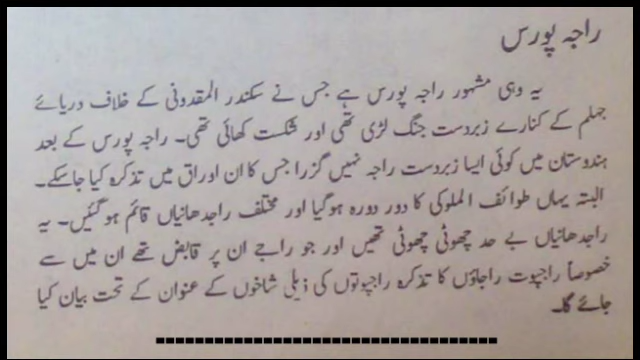 راجہ پورس
یہ وہی مشہور راجہ پورس ہے جس نے سکندر المقدونی کے خلاف دریائے
جہلم کے کنارے زبردست جنگ لڑی تھی اور شکست کھائی تھی۔ راجہ پورس کے بعد
ہندوستان میں کوئی ایسا زبردست راجہ نہیں گزرا جس کا ان اوراق میں تذکرہ کیا جاسکے۔
البتہ یہاں طوائف الملوکی کا دور دورہ ہوگیا اور مختلف راجدھانیاں قائم ہوگئیں۔ یہ
راجدھانیاں بے حد چھوٹی چھوٹی تھیں اور جو راجے ان پر قابض تھے ان میں سے
خصوصاً راجپوت راجاؤں کا تذکرہ راجپوتوں کی ذیلی شاخوں کے عنوان کے تحت بیان کیا
جائے گا۔